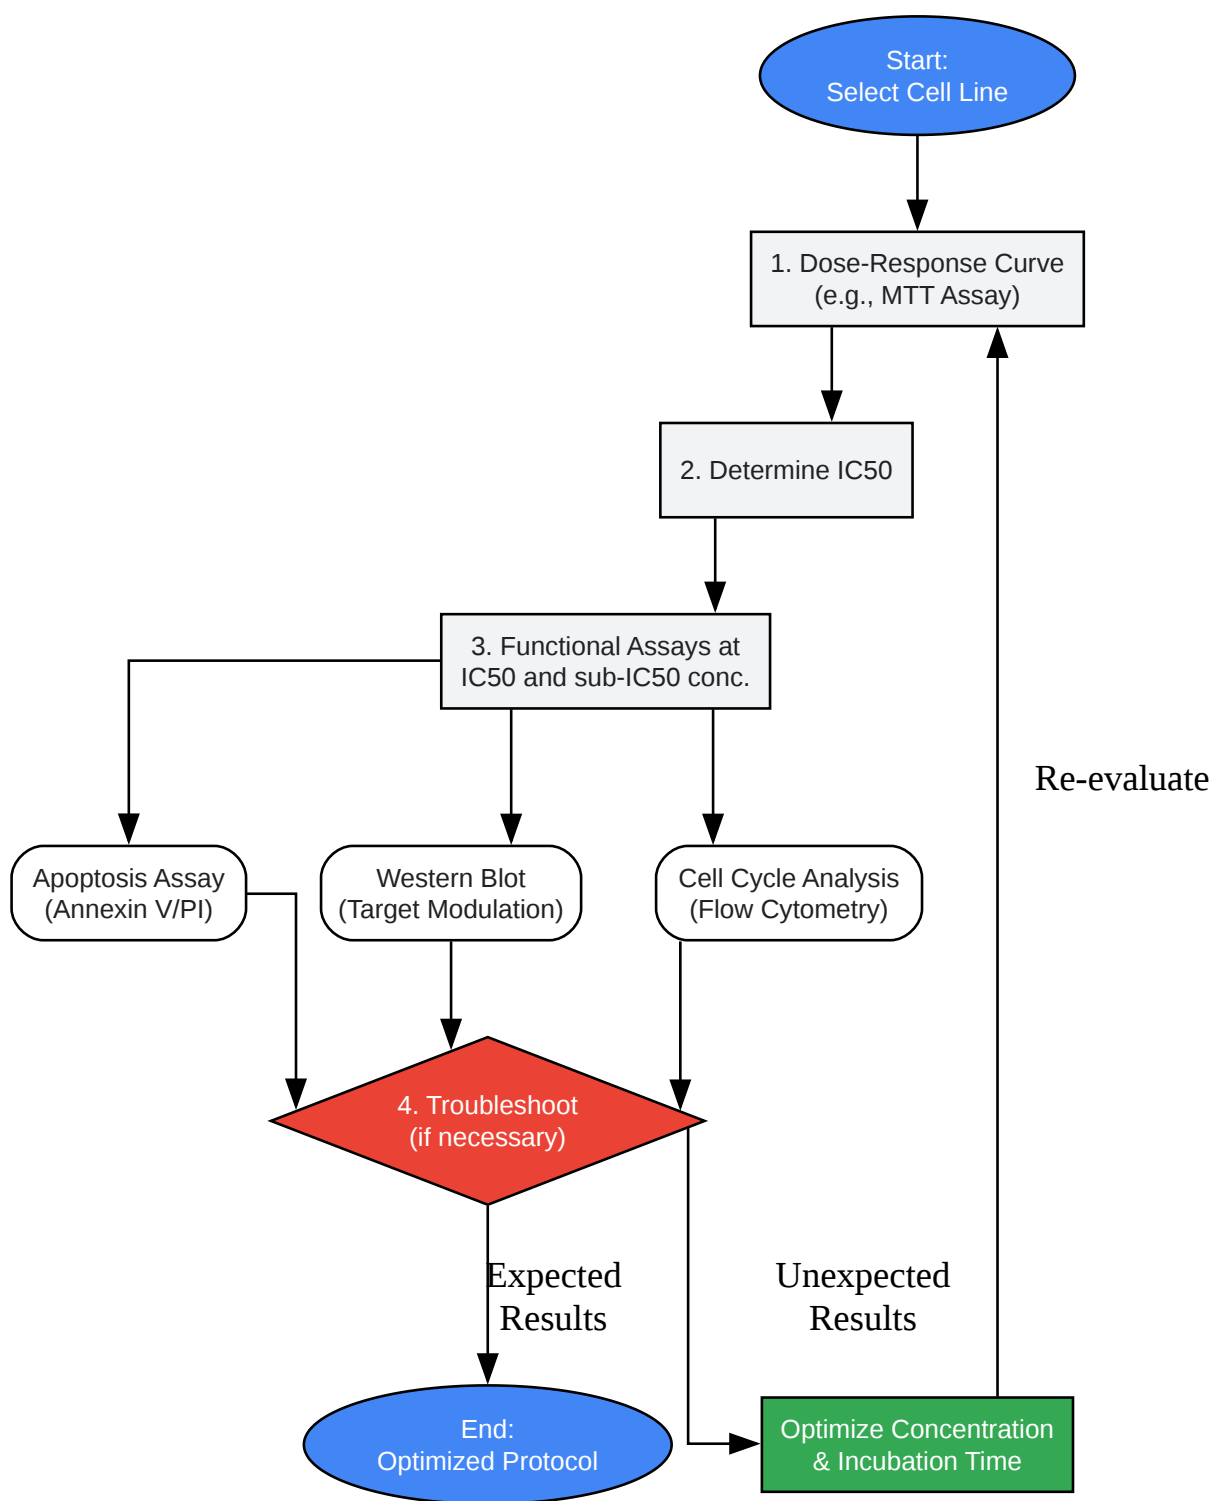 Start:
Select Cell Line
1. Dose-Response Curve
(e.g., MTT Assay)
2. Determine IC50
3. Functional Assays at
IC50 and sub-IC50 conc.
Re-evaluate
Apoptosis Assay
(Annexin V/PI)
Western Blot
(Target Modulation)
Cell Cycle Analysis
(Flow Cytometry)
4. Troubleshoot
(if necessary)
Expected
Results
Unexpected
Results
End:
Optimized Protocol
Optimize Concentration
& Incubation Time